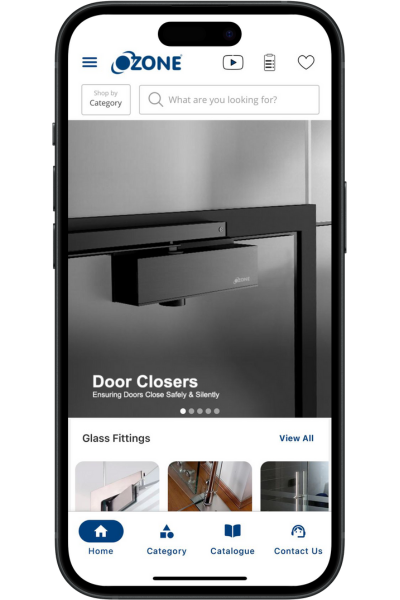 OZONE
Shop by
Category
What are you looking for?
OZONE
Door Closers
Ensuring Doors Close Safely & Silently
Glass Fittings
View All
Home
Category
Catalogue
Contact Us